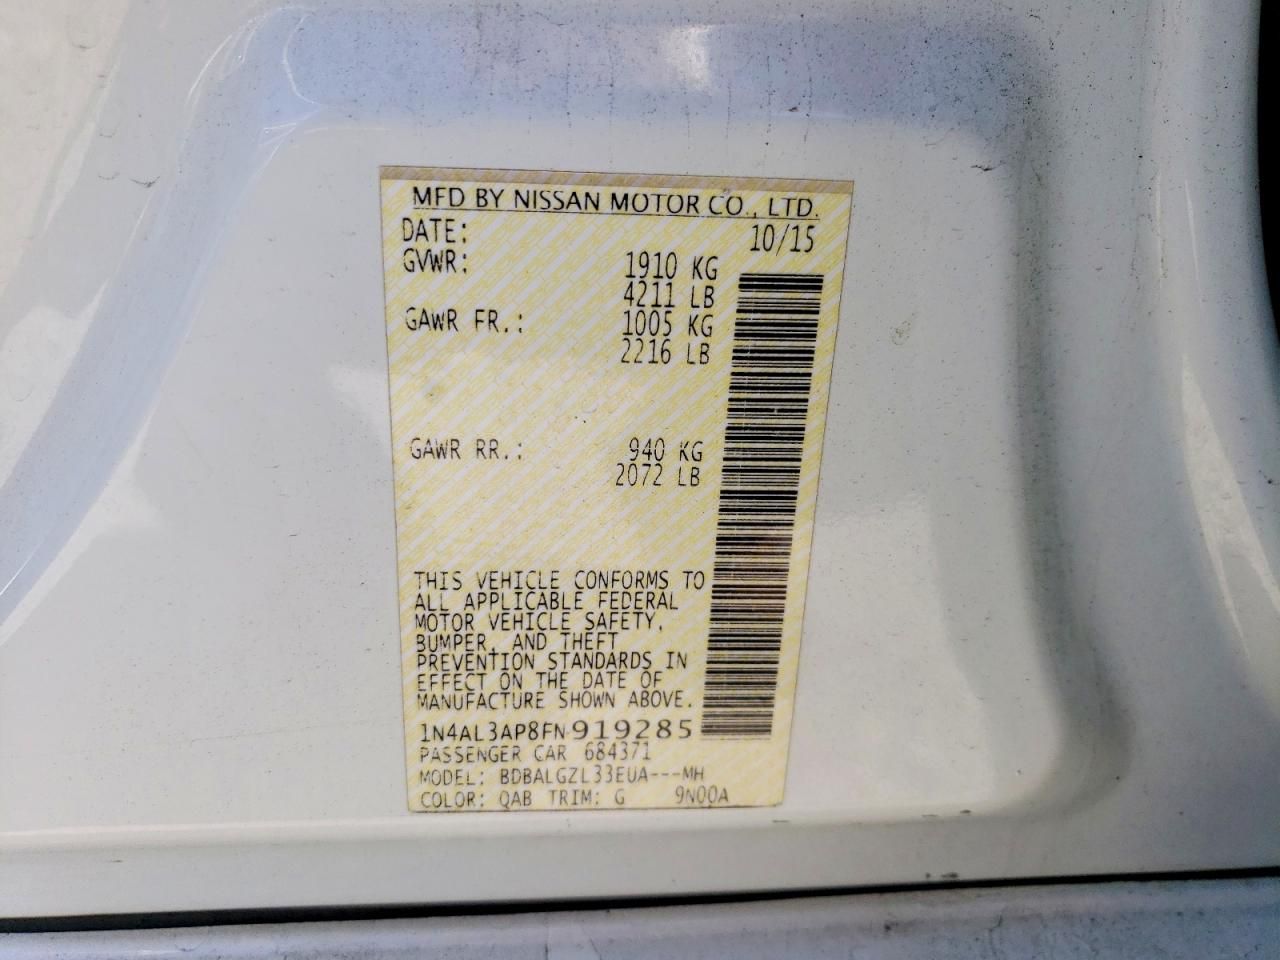 MFD BY NISSAN MOTOR CO., LTD.
DATE: 10/15
GVWR: 1910 KG
4211 LB
GAWR FR.: 1005 KG
2216 LB
GAWR RR.: 940 KG
2072 LB
THIS VEHICLE CONFORMS TO
ALL APPLICABLE FEDERAL
MOTOR VEHICLE SAFETY,
BUMPER, AND THEFT
PREVENTION STANDARDS IN
EFFECT ON THE DATE OF
MANUFACTURE SHOWN ABOVE.
1N4AL3AP8FN919285
PASSENGER CAR 684371
MODEL: BDBALGZL33EUA---MH
COLOR: QAB TRIM: G 9N00A